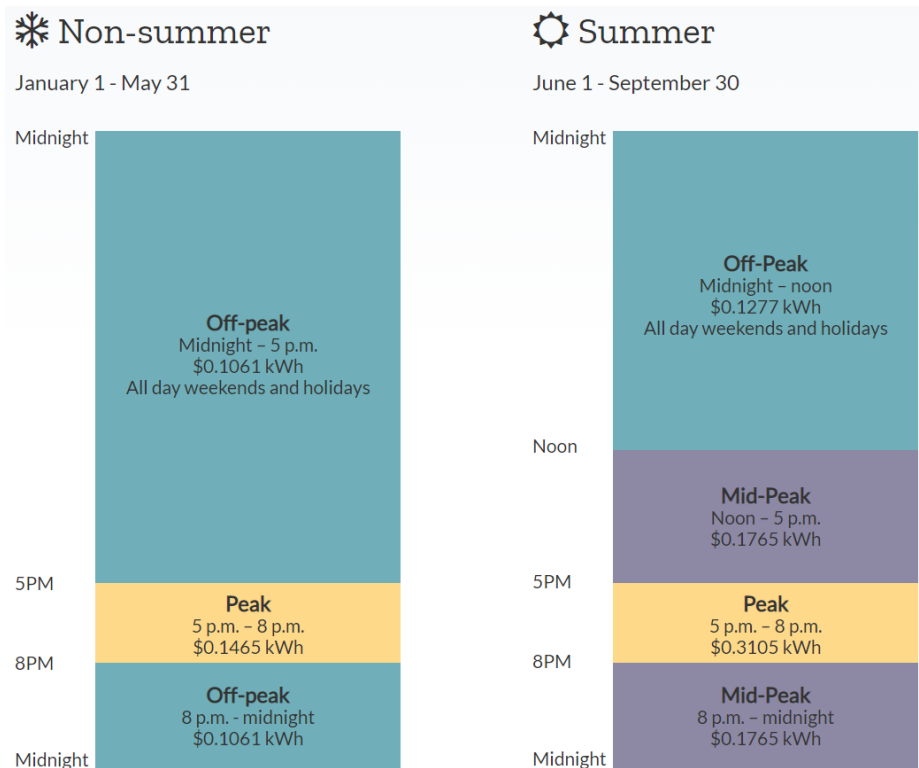 Non-summer
January 1 - May 31
Midnight
Off-peak
Midnight – 5 p.m.
$0.1061 kWh
All day weekends and holidays
5PM
Peak
5 p.m. – 8 p.m.
$0.1465 kWh
8PM
Off-peak
8 p.m. - midnight
$0.1061 kWh
Midnight
Summer
June 1 - September 30
Midnight
Off-Peak
Midnight – noon
$0.1277 kWh
All day weekends and holidays
Noon
Mid-Peak
Noon – 5 p.m.
$0.1765 kWh
5PM
Peak
5 p.m. – 8 p.m.
$0.3105 kWh
8PM
Mid-Peak
8 p.m. – midnight
$0.1765 kWh
Midnight